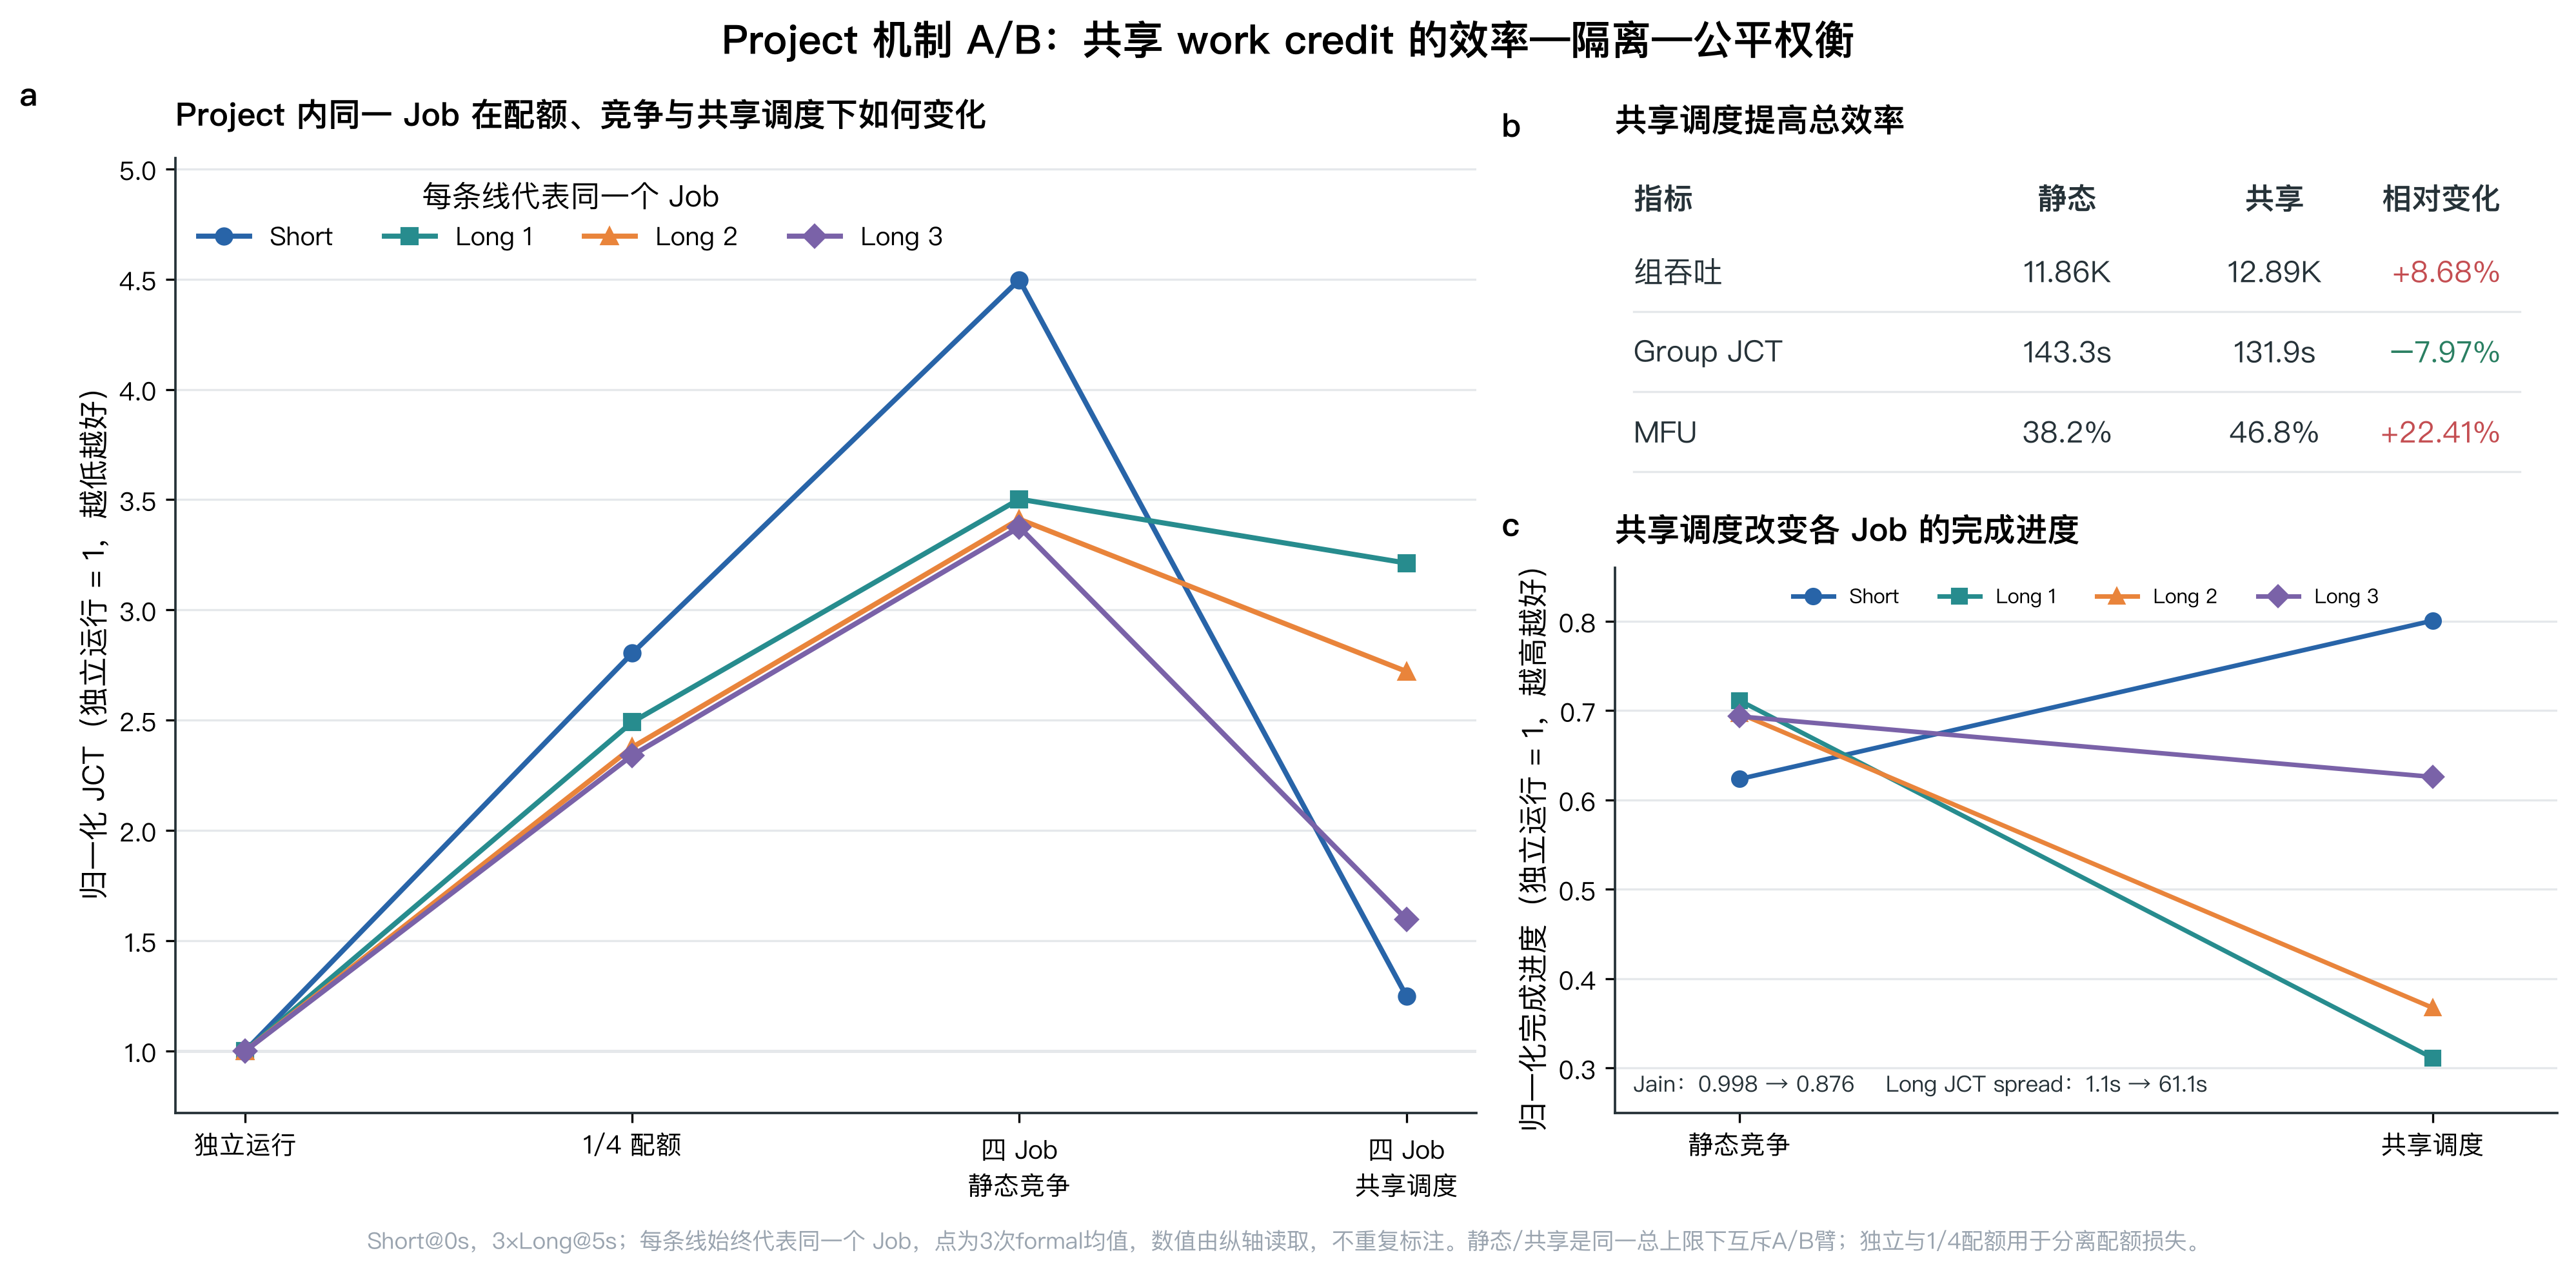 Project 机制 A/B：共享 work credit 的效率—隔离—公平权衡
a
Project 内同一 Job 在配额、竞争与共享调度下如何变化
归一化 JCT（独立运行 = 1，越低越好）
5.0
4.5
4.0
3.5
3.0
2.5
2.0
1.5
1.0
每条线代表同一个 Job
Short Long 1 Long 2 Long 3
独立运行 1/4 配额 四 Job 四 Job
静态竞争 共享调度
b
共享调度提高总效率
指标 静态 共享 相对变化
组吞吐 11.86K 12.89K +8.68%
Group JCT 143.3s 131.9s −7.97%
MFU 38.2% 46.8% +22.41%
c
共享调度改变各 Job 的完成进度
归一化完成进度（独立运行 = 1，越高越好）
Short Long 1 Long 2 Long 3
0.8
0.7
0.6
0.5
0.4
0.3
Jain：0.998 → 0.876 Long JCT spread：1.1s → 61.1s
静态竞争 共享调度
Short@0s，3×Long@5s；每条线始终代表同一个 Job，点为3次formal均值，数值由纵轴读取，不重复标注。静态/共享是同一总上限下互斥A/B臂；独立与1/4配额用于分离配额损失。